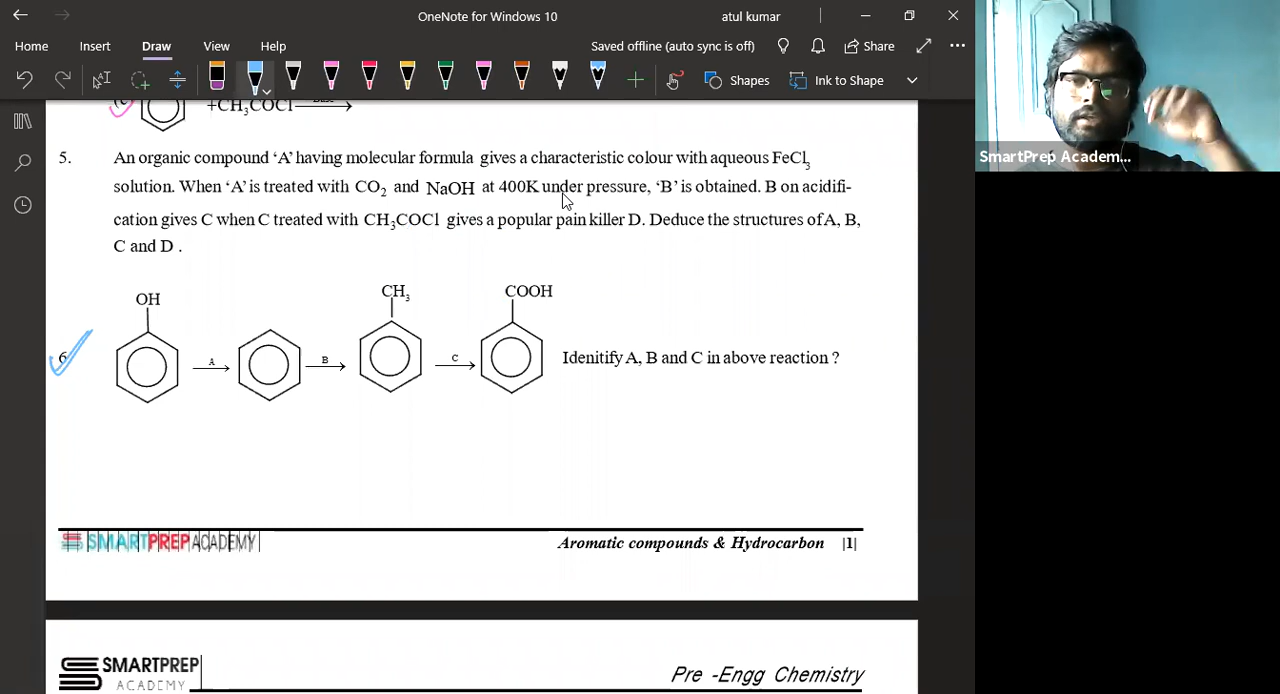 OneNote for Windows 10
atul kumar
Home Insert Draw View Help
Saved offline (auto sync is off)
Share
Shapes
Ink to Shape
+CH₃COCl
5. An organic compound ‘A’ having molecular formula gives a characteristic colour with aqueous FeCl₃
solution. When ‘A’ is treated with CO₂ and NaOH at 400K under pressure, ‘B’ is obtained. B on acidifi-
cation gives C when C treated with CH₃COCl gives a popular pain killer D. Deduce the structures of A, B,
C and D .
OH CH₃ COOH
6 A B C Idenitify A, B and C in above reaction ?
SMARTPREP ACADEMY
Aromatic compounds & Hydrocarbon |1|
SMARTPREP
ACADEMY
Pre -Engg Chemistry
SmartPrep Academ...